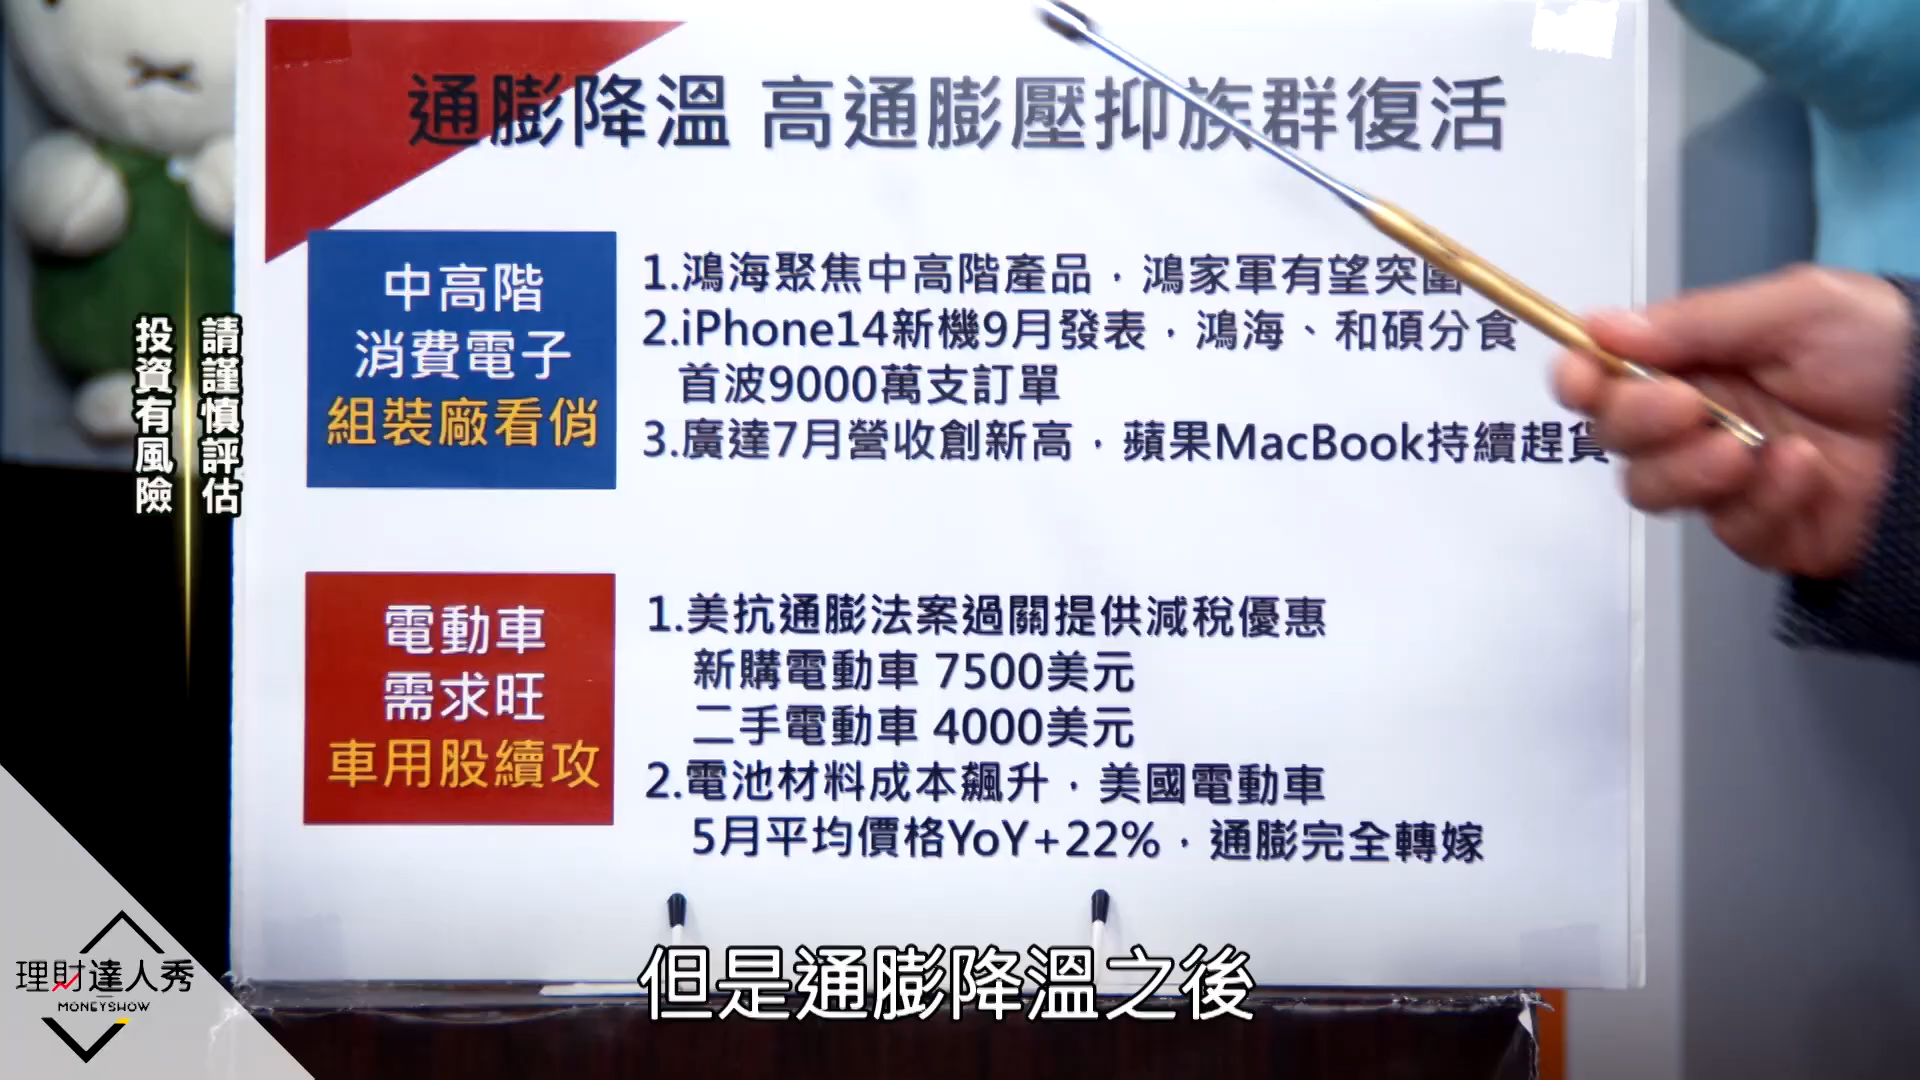 通膨降溫 高通膨壓抑族群復活
中高階
消費電子
組裝廠看俏
1.鴻海聚焦中高階產品，鴻家軍有望突圍
2.iPhone14新機9月發表，鴻海、和碩分食
首波9000萬支訂單
3.廣達7月營收創新高，蘋果MacBook持續趕貨
電動車
需求旺
車用股續攻
1.美抗通膨法案過關提供減稅優惠
新購電動車 7500美元
二手電動車 4000美元
2.電池材料成本飆升，美國電動車
5月平均價格YoY+22%，通膨完全轉嫁
請謹慎評估
投資有風險
理財達人秀
MONEYSHOW
但是通膨降溫之後